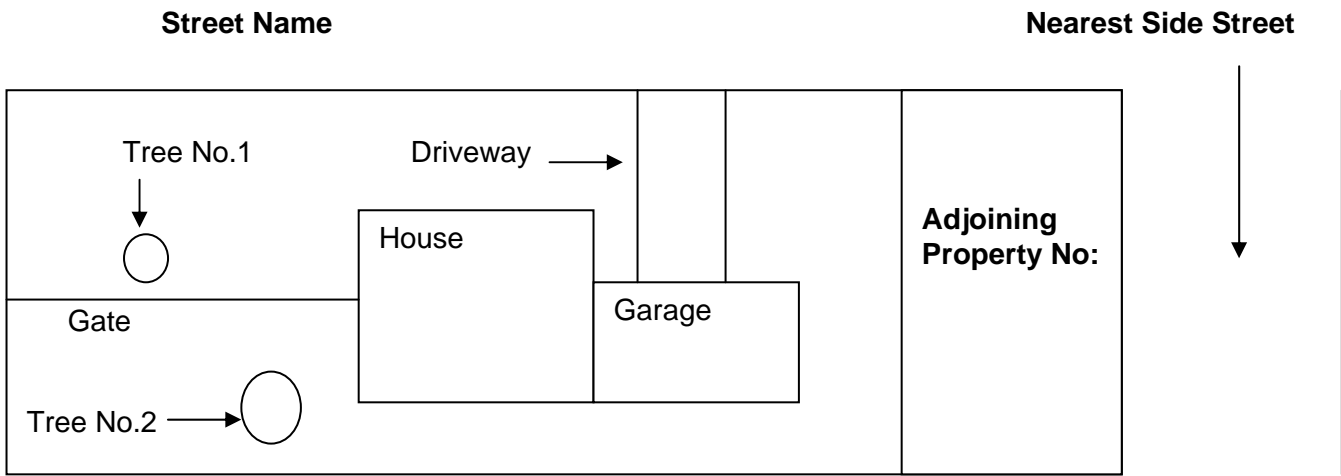 Street Name
Nearest Side Street
Tree No.1
Driveway
House
Adjoining
Property No:
Gate
Garage
Tree No.2